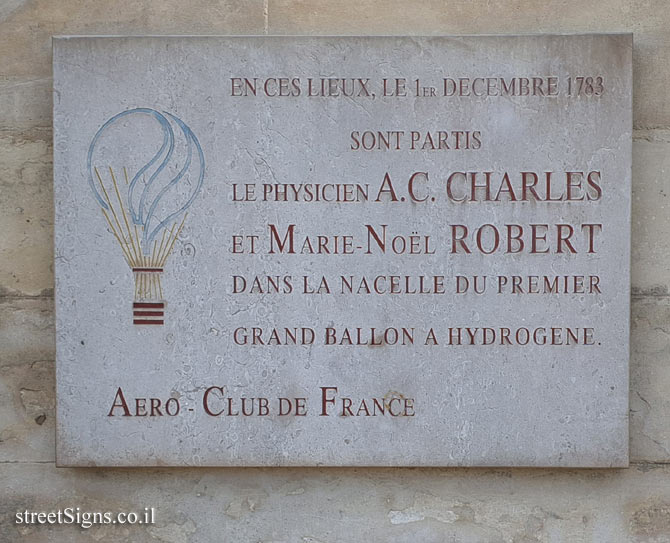 EN CES LIEUX, LE 1ER DECEMBRE 1783
SONT PARTIS
LE PHYSICIEN A.C. CHARLES
ET MARIE-NOËL ROBERT
DANS LA NACELLE DU PREMIER
GRAND BALLON A HYDROGENE.
AERO - CLUB DE FRANCE
streetSigns.co.il